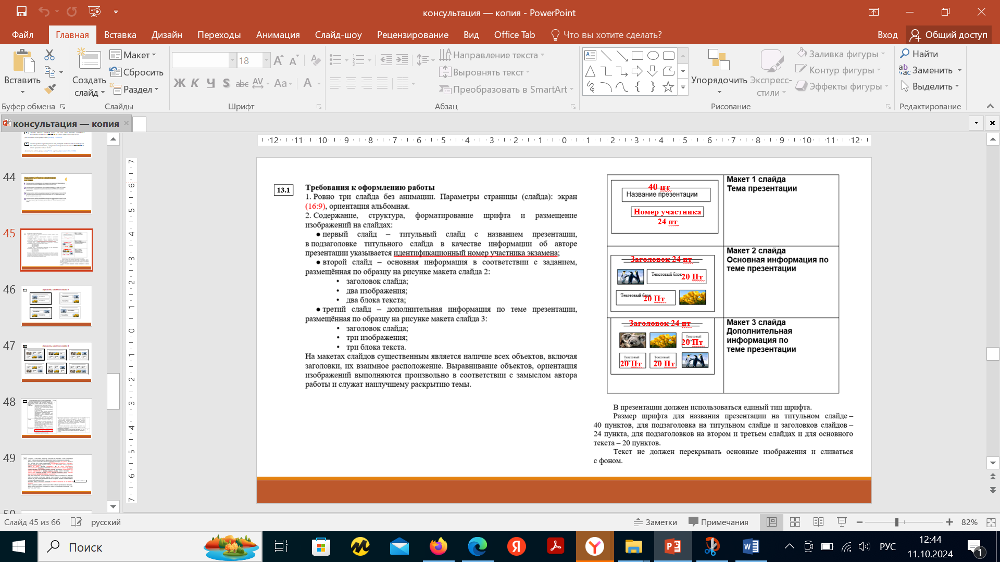 консультация — копия - PowerPoint
Файл
Главная
Вставка
Дизайн
Переходы
Анимация
Слайд-шоу
Рецензирование
Вид
Office Tab
Что вы хотите сделать?
Вход
Общий доступ
Вставить
Создать слайд
Макет
Сбросить
Раздел
18
Ж К Ч S abc AV Aa А
Направление текста
Выровнять текст
Преобразовать в SmartArt
Упорядочить
Экспресс-стили
Заливка фигуры
Контур фигуры
Эффекты фигуры
Найти
Заменить
Выделить
Буфер обмена
Слайды
Шрифт
Абзац
Рисование
Редактирование
консультация — копия
12 11 10 9 8 7 6 5 4 3 2 1 0 1 2 3 4 5 6 7 8 9 10 11 12
44
45
46
47
48
49
13.1
Требования к оформлению работы
1. Ровно три слайда без анимации. Параметры страницы (слайда): экран
(16:9), ориентация альбомная.
2. Содержание, структура, форматирование шрифта и размещение
изображений на слайдах:
● первый слайд – титульный слайд с названием презентации,
в подзаголовке титульного слайда в качестве информации об авторе
презентации указывается идентификационный номер участника экзамена;
● второй слайд – основная информация в соответствии с заданием,
размещённая по образцу на рисунке макета слайда 2:
• заголовок слайда;
• два изображения;
• два блока текста;
● третий слайд – дополнительная информация по теме презентации,
размещённая по образцу на рисунке макета слайда 3:
• заголовок слайда;
• три изображения;
• три блока текста.
На макетах слайдов существенным является наличие всех объектов, включая
заголовки, их взаимное расположение. Выравнивание объектов, ориентация
изображений выполняются произвольно в соответствии с замыслом автора
работы и служат наилучшему раскрытию темы.
40 пт
Название презентации
Номер участника
24 пт
Макет 1 слайда
Тема презентации
Заголовок 24 пт
Текстовый блок
20 Пт
Текстовый блок
20 Пт
Макет 2 слайда
Основная информация по
теме презентации
Заголовок 24 пт
Текстовый
20 Пт
Текстовый
20 Пт
Текстовый
20 Пт
Макет 3 слайда
Дополнительная
информация по
теме презентации
В презентации должен использоваться единый тип шрифта.
Размер шрифта для названия презентации на титульном слайде –
40 пунктов, для подзаголовка на титульном слайде и заголовков слайдов –
24 пункта, для подзаголовков на втором и третьем слайдах и для основного
текста – 20 пунктов.
Текст не должен перекрывать основные изображения и сливаться
с фоном.
Слайд 45 из 66
русский
Заметки
Примечания
82%
Поиск
РУС
12:44
11.10.2024
1